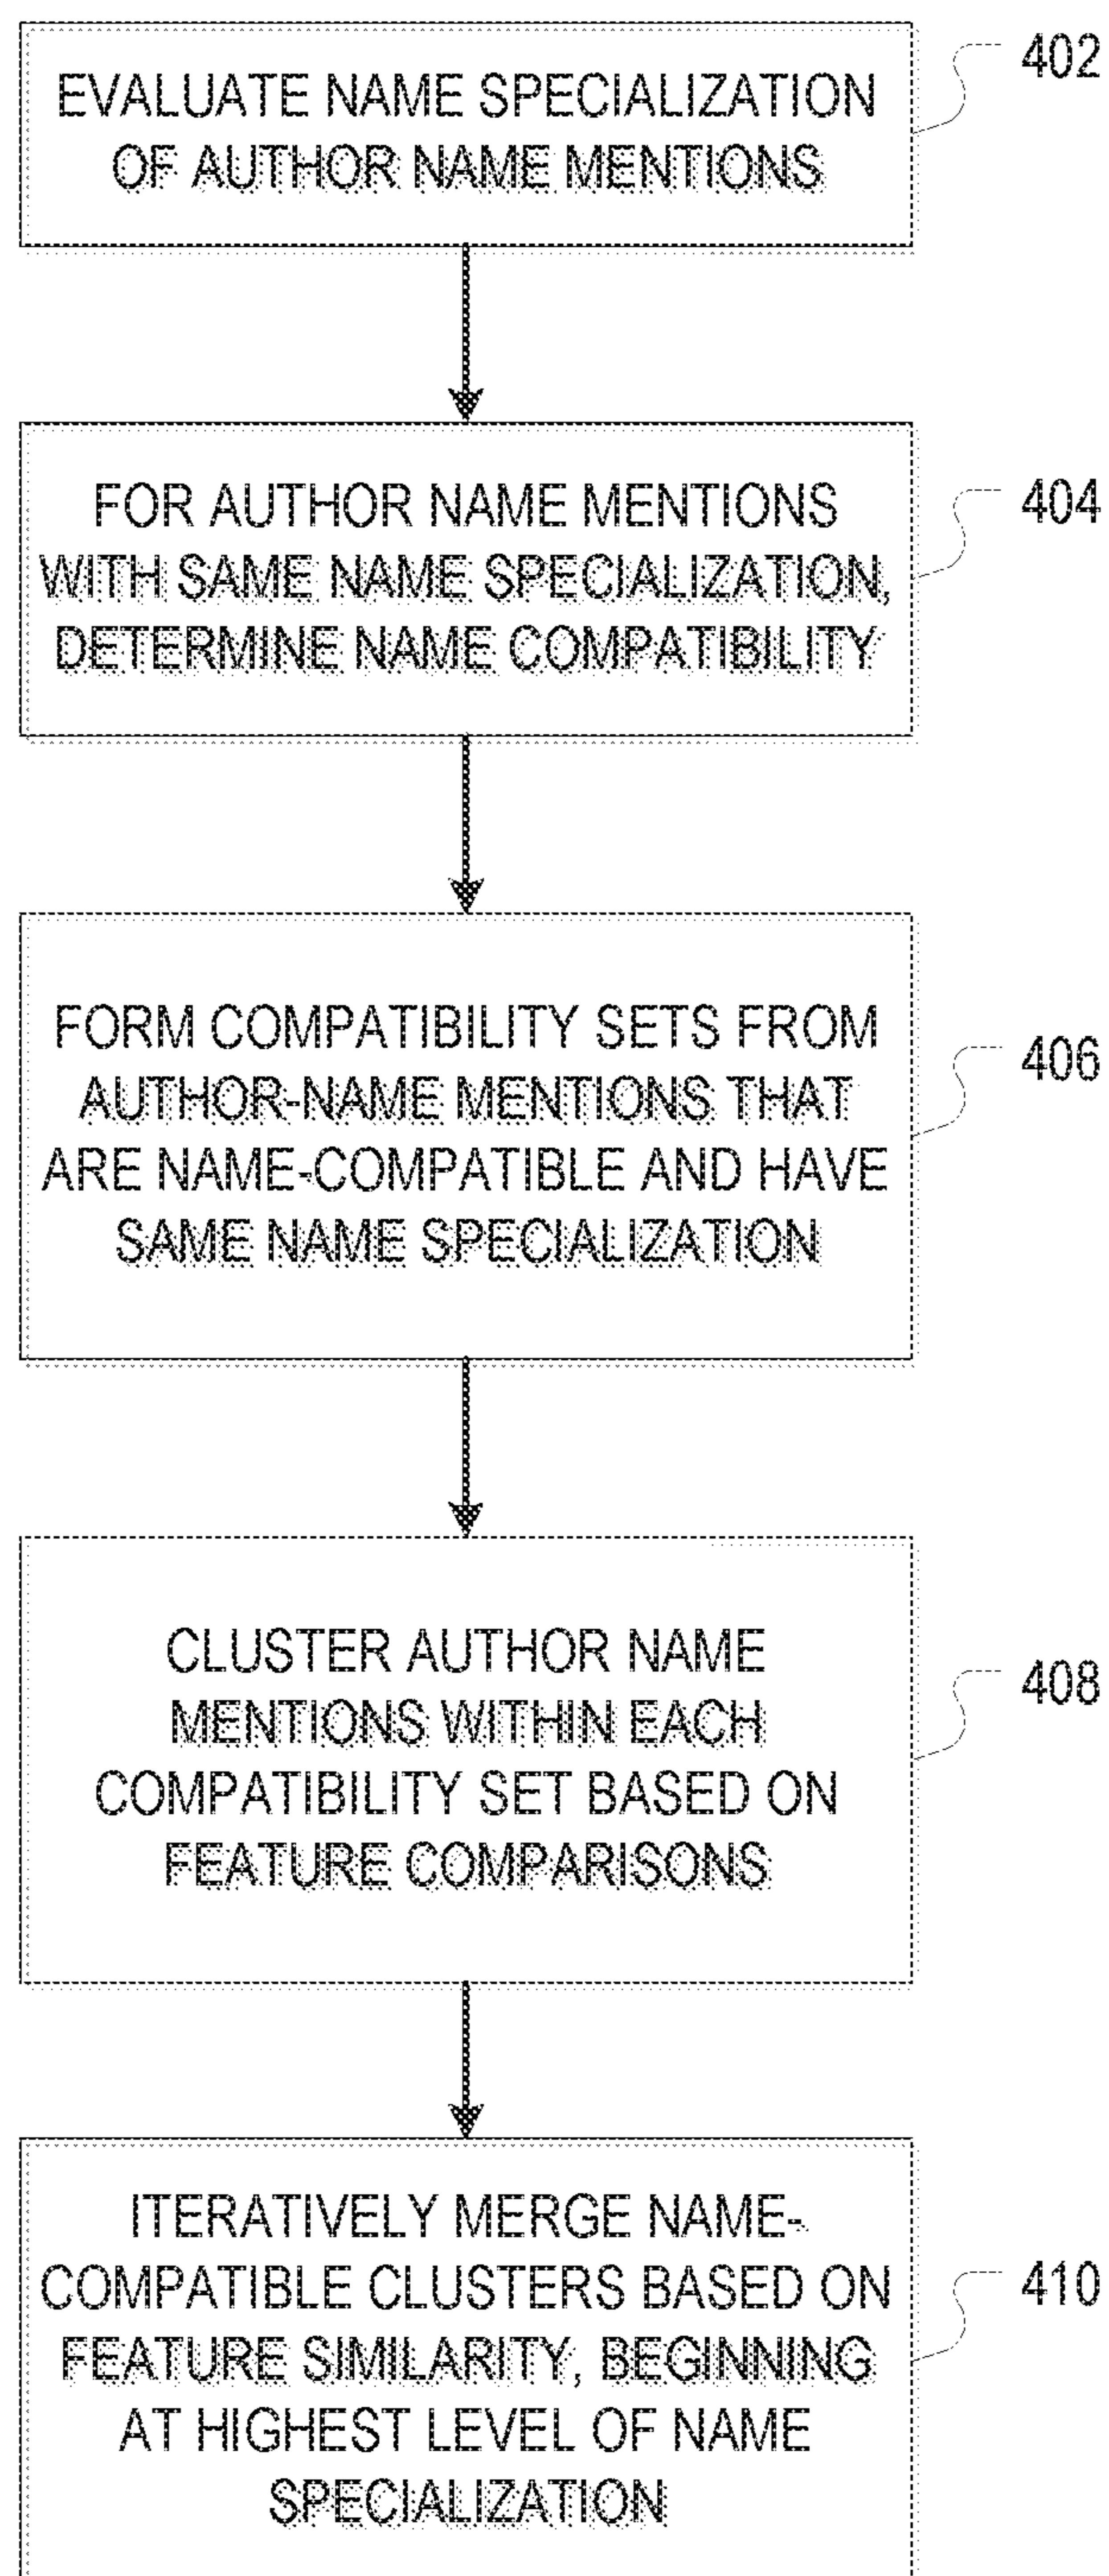 EVALUATE NAME SPECIALIZATION
OF AUTHOR NAME MENTIONS
402
FOR AUTHOR NAME MENTIONS
WITH SAME NAME SPECIALIZATION,
DETERMINE NAME COMPATIBILITY
404
FORM COMPATIBILITY SETS FROM
AUTHOR-NAME MENTIONS THAT
ARE NAME-COMPATIBLE AND HAVE
SAME NAME SPECIALIZATION
406
CLUSTER AUTHOR NAME
MENTIONS WITHIN EACH
COMPATIBILITY SET BASED ON
FEATURE COMPARISONS
408
ITERATIVELY MERGE NAME-
COMPATIBLE CLUSTERS BASED ON
FEATURE SIMILARITY, BEGINNING
AT HIGHEST LEVEL OF NAME
SPECIALIZATION
410